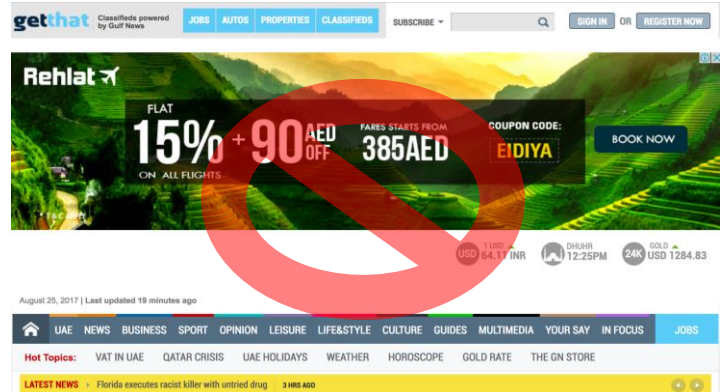 getthat Classifieds powered by Gulf News JOBS AUTOS PROPERTIES CLASSIFIEDS SUBSCRIBE SIGN IN OR REGISTER NOW
Rehlat
FLAT
15% + 90 AED OFF
ON ALL FLIGHTS
FARES STARTS FROM
385AED
COUPON CODE:
EIDIYA
BOOK NOW
* T&C APPLY
USD 1 USD 64.11 INR DHUHR 12:25PM 24K GOLD USD 1284.83
August 25, 2017 | Last updated 19 minutes ago
UAE NEWS BUSINESS SPORT OPINION LEISURE LIFE&STYLE CULTURE GUIDES MULTIMEDIA YOUR SAY IN FOCUS JOBS
Hot Topics: VAT IN UAE QATAR CRISIS UAE HOLIDAYS WEATHER HOROSCOPE GOLD RATE THE GN STORE
LATEST NEWS Florida executes racist killer with untried drug 3 HRS AGO